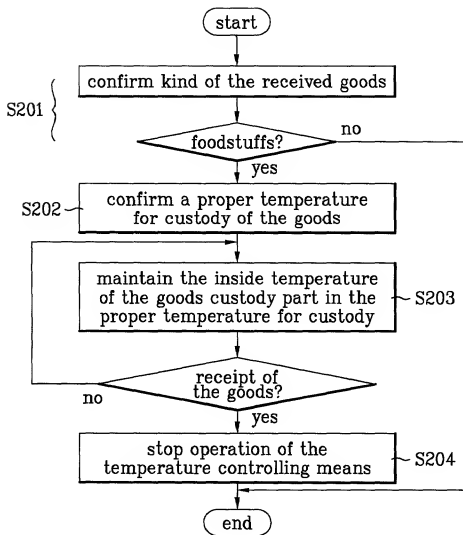 start
confirm kind of the received goods
S201
no
foodstuffs?
yes
confirm a proper temperature
for custody of the goods
S202
maintain the inside temperature
of the goods custody part in the
proper temperature for custody
S203
receipt of
the goods?
no
yes
stop operation of the
temperature controlling means
S204
end